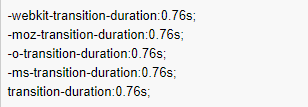 -webkit-transition-duration:0.76s;
-moz-transition-duration:0.76s;
-o-transition-duration:0.76s;
-ms-transition-duration:0.76s;
transition-duration:0.76s;